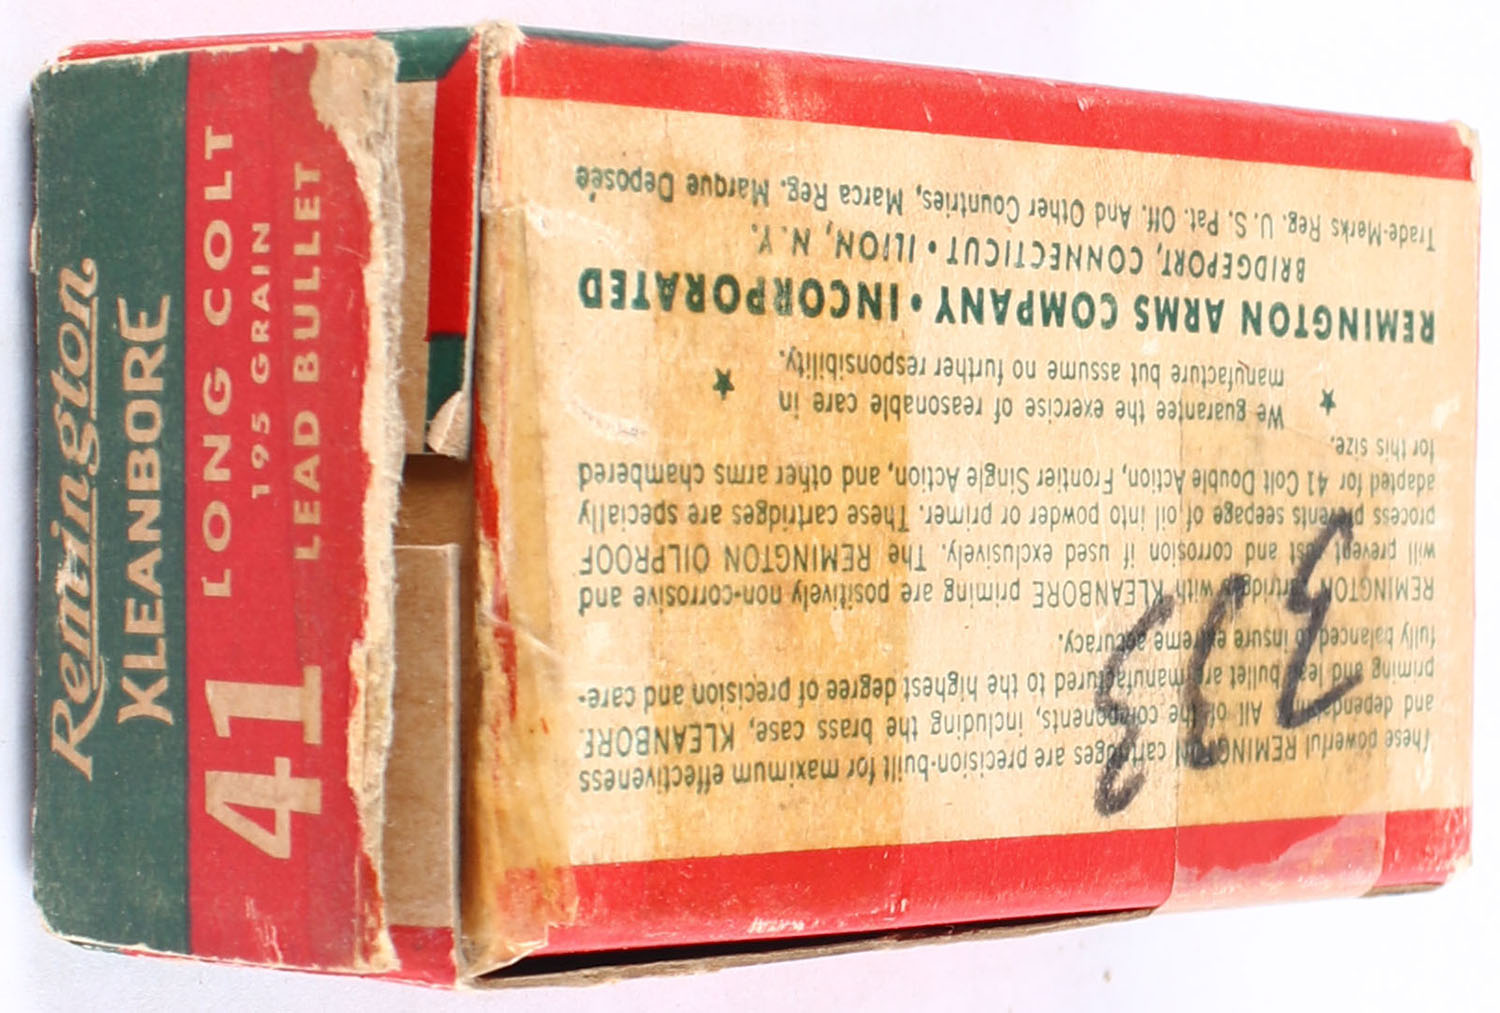 Remington
KLEANBORE
41 LONG COLT
195 GRAIN
LEAD BULLET
These powerful REMINGTON cartridges are precision-built for maximum effectiveness
and All of the components, including the brass case, KLEANBORE
priming and lead bullet are manufactured to the highest degree of precision and care-
fully balanced to insure extreme accuracy.
REMINGTON cartridges with KLEANBORE priming are positively non-corrosive and
will prevent rust and corrosion if used exclusively. The REMINGTON OILPROOF
process prevents seepage of oil into powder or primer. These cartridges are specially
adapted for 41 Colt Double Action, Frontier Single Action, and other arms chambered
for this size.
We guarantee the exercise of reasonable care in
manufacture but assume no further responsibility.
REMINGTON ARMS COMPANY • INCORPORATED
BRIDGEPORT, CONNECTICUT • ILION, N.Y.
Trade-Marks Reg. U. S. Pat. Off. And Other Countries, Marca Reg. Marque Deposée